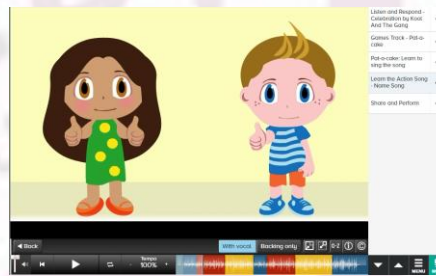 Listen and Respond -
Celebration by Kool
And The Gang
Games Track - Pat-a-
cake
Pat-a-cake: Learn to
sing the song
Learn the Action Song
- Name Song
Share and Perform
Back
With vocal
Backing only
Tempo
100%
MENU